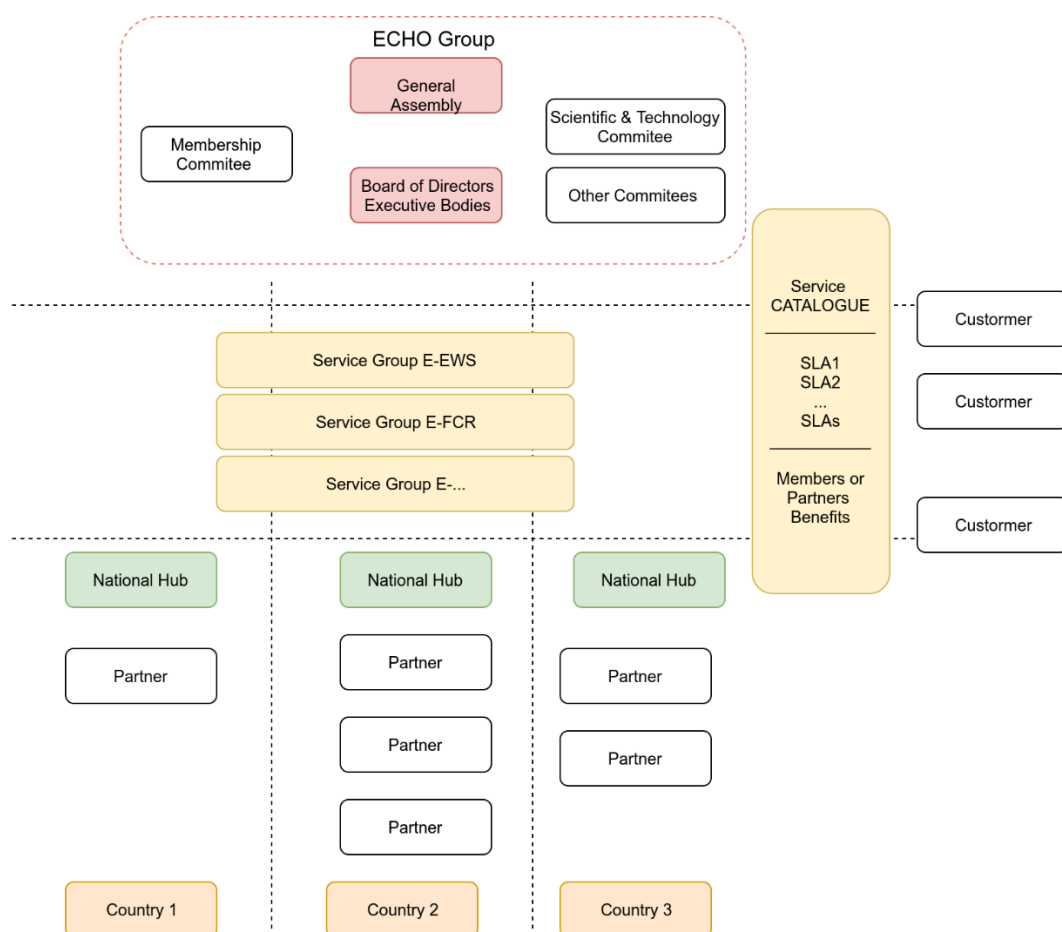 ECHO Group
General
Assembly
Scientific & Technology
Commitee
Membership
Commitee
Board of Directors
Executive Bodies
Other Commitees
Service
CATALOGUE
SLA1
SLA2
...
SLAs
Members or
Partners
Benefits
Custormer
Custormer
Custormer
Service Group E-EWS
Service Group E-FCR
Service Group E-...
National Hub
National Hub
National Hub
Partner
Partner
Partner
Partner
Partner
Partner
Country 1
Country 2
Country 3